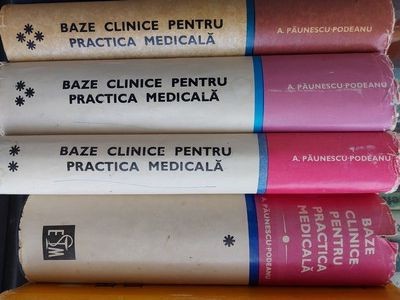 BAZE CLINICE PENTRU
PRACTICA MEDICALĂ
A. PĂUNESCU-PODEANU
BAZE CLINICE PENTRU
PRACTICA MEDICALĂ
A. PĂUNESCU-PODEANU
BAZE CLINICE PENTRU
PRACTICA MEDICALĂ
A. PĂUNESCU-PODEANU
A. PĂUNESCU-PODEANU
BAZE
CLINICE
PENTRU
PRACTICA
MEDICALĂ